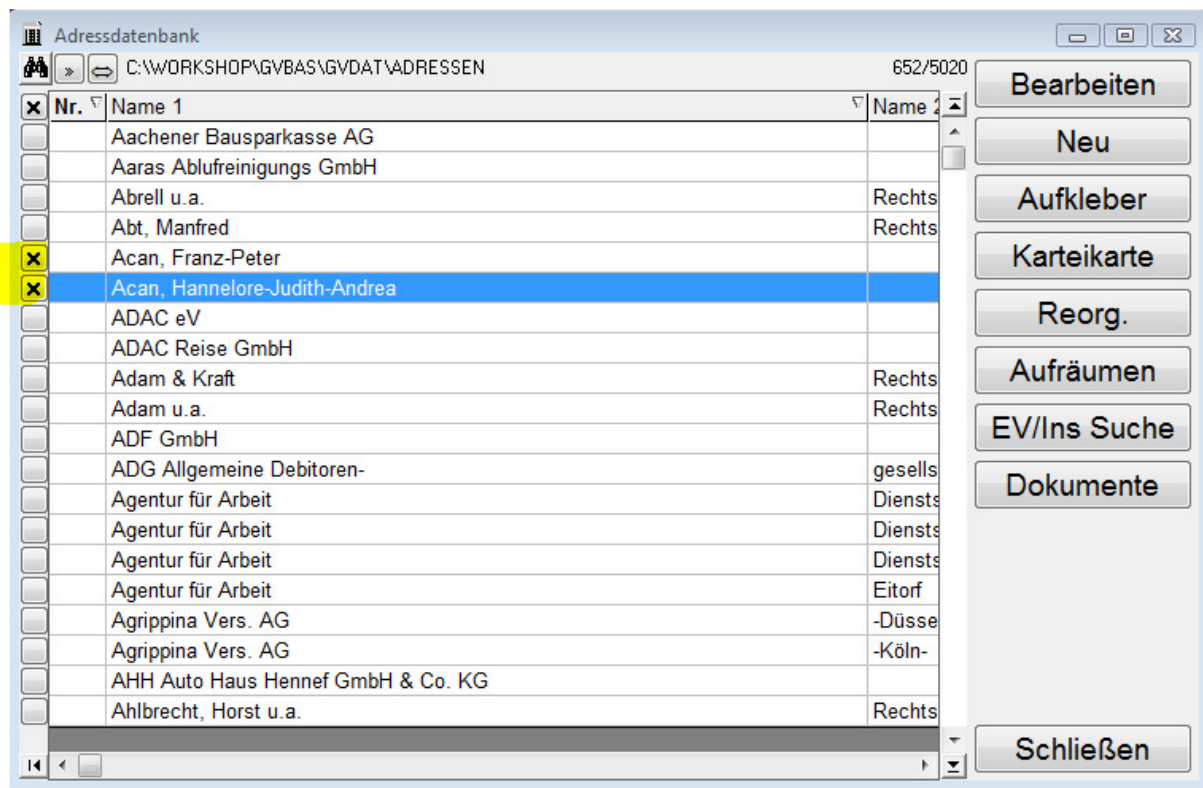 Adressdatenbank
C:\WORKSHOP\GVBAS\GVDAT\ADRESSEN 652/5020
Nr. Name 1 Name 2
Aachener Bausparkasse AG
Aaras Ablufreinigungs GmbH
Abrell u.a. Rechts
Abt, Manfred Rechts
Acan, Franz-Peter
Acan, Hannelore-Judith-Andrea
ADAC eV
ADAC Reise GmbH
Adam & Kraft Rechts
Adam u.a. Rechts
ADF GmbH
ADG Allgemeine Debitoren- gesells
Agentur für Arbeit Diensts
Agentur für Arbeit Diensts
Agentur für Arbeit Diensts
Agentur für Arbeit Eitorf
Agrippina Vers. AG -Düsse
Agrippina Vers. AG -Köln-
AHH Auto Haus Hennef GmbH & Co. KG
Ahlbrecht, Horst u.a. Rechts
Bearbeiten
Neu
Aufkleber
Karteikarte
Reorg.
Aufräumen
EV/Ins Suche
Dokumente
Schließen